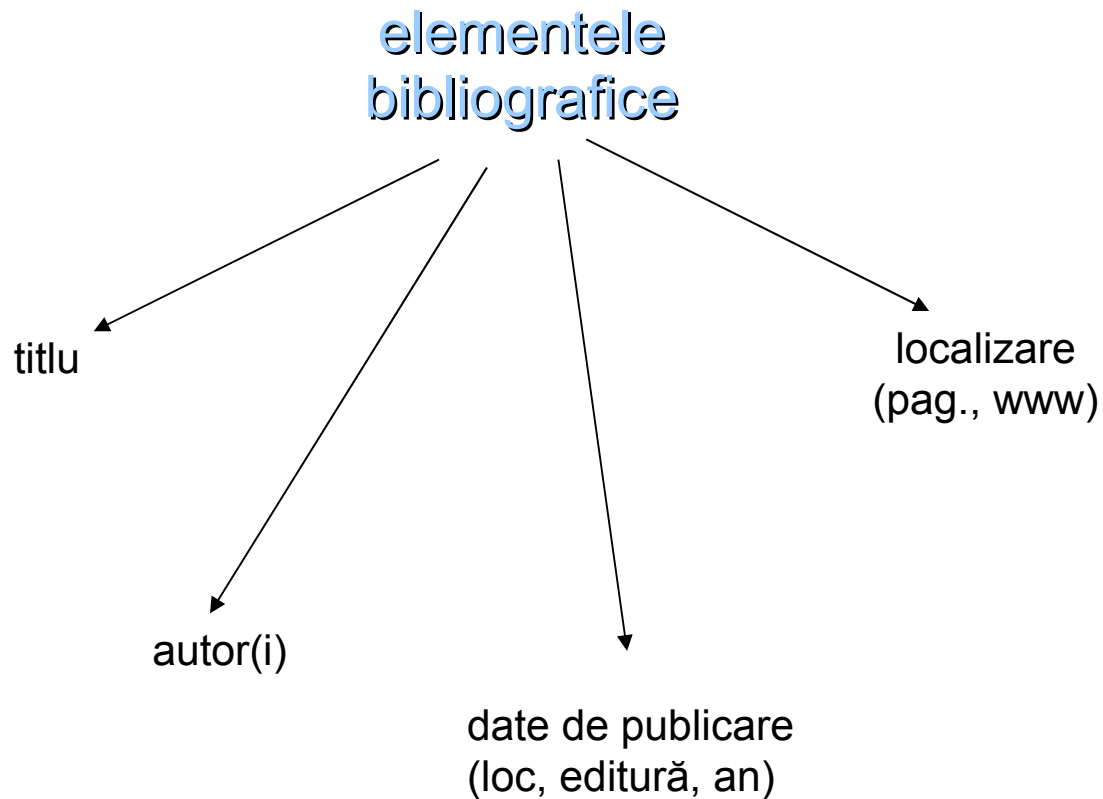 elementele
bibliografice
titlu
localizare
(pag., www)
autor(i)
date de publicare
(loc, editură, an)